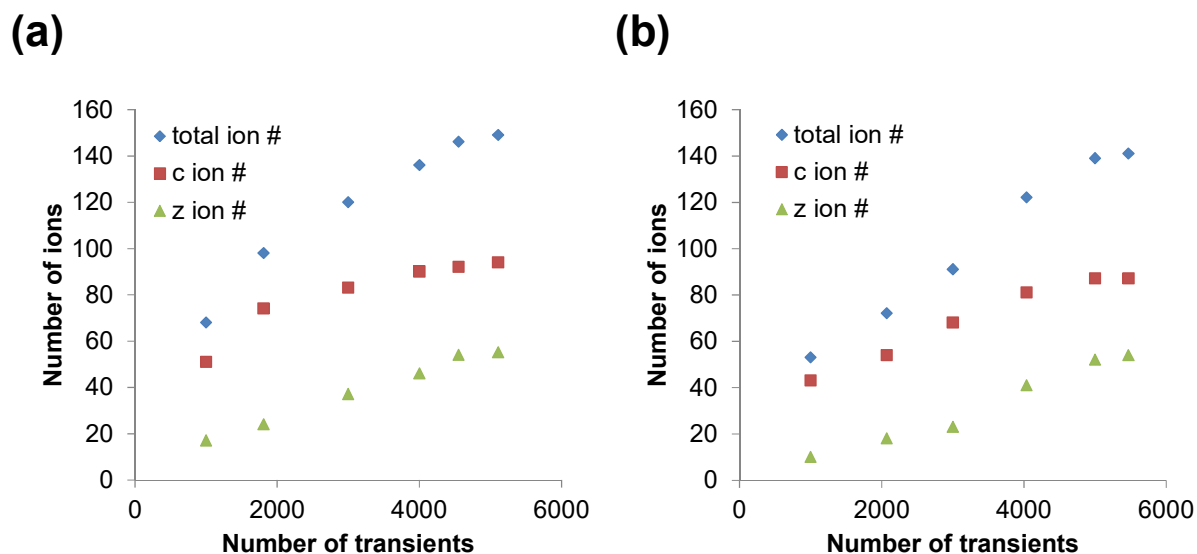 (a)
160
140
120
100
80
60
40
20
0
total ion #
c ion #
z ion #
Number of ions
0 2000 4000 6000
Number of transients
(b)
160
140
120
100
80
60
40
20
0
total ion #
c ion #
z ion #
Number of ions
0 2000 4000 6000
Number of transients